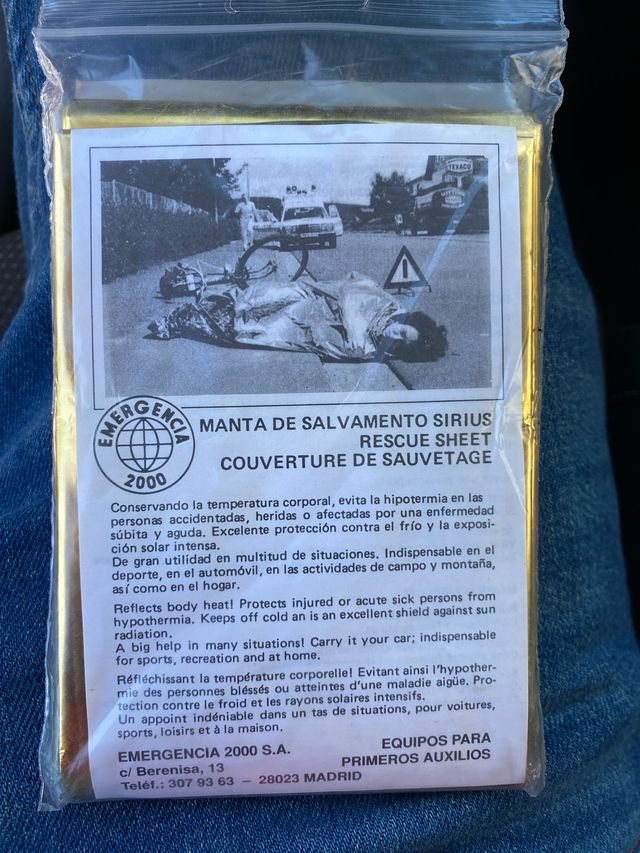 TEXACO
EMERGENCIA
2000
MANTA DE SALVAMENTO SIRIUS
RESCUE SHEET
COUVERTURE DE SAUVETAGE
Conservando la temperatura corporal, evita la hipotermia en las
personas accidentadas, heridas o afectadas por una enfermedad
súbita y aguda. Excelente protección contra el frío y la exposi-
ción solar intensa.
De gran utilidad en multitud de situaciones. Indispensable en el
deporte, en el automóvil, en las actividades de campo y montaña,
así como en el hogar.
Reflects body heat! Protects injured or acute sick persons from
hypothermia. Keeps off cold an is an excellent shield against sun
radiation.
A big help in many situations! Carry it your car; indispensable
for sports, recreation and at home.
Réfléchissant la température corporelle! Evitant ainsi l'hypother-
mie des personnes bléssés ou atteintes d'une maladie aigüe. Pro-
tection contre le froid et les rayons solaires intensifs.
Un appoint indéniable dans un tas de situations, pour voitures,
sports, loisirs et à la maison.
EMERGENCIA 2000 S.A.
c/ Berenisa, 13
Teléf.: 307 93 63 – 28023 MADRID
EQUIPOS PARA
PRIMEROS AUXILIOS